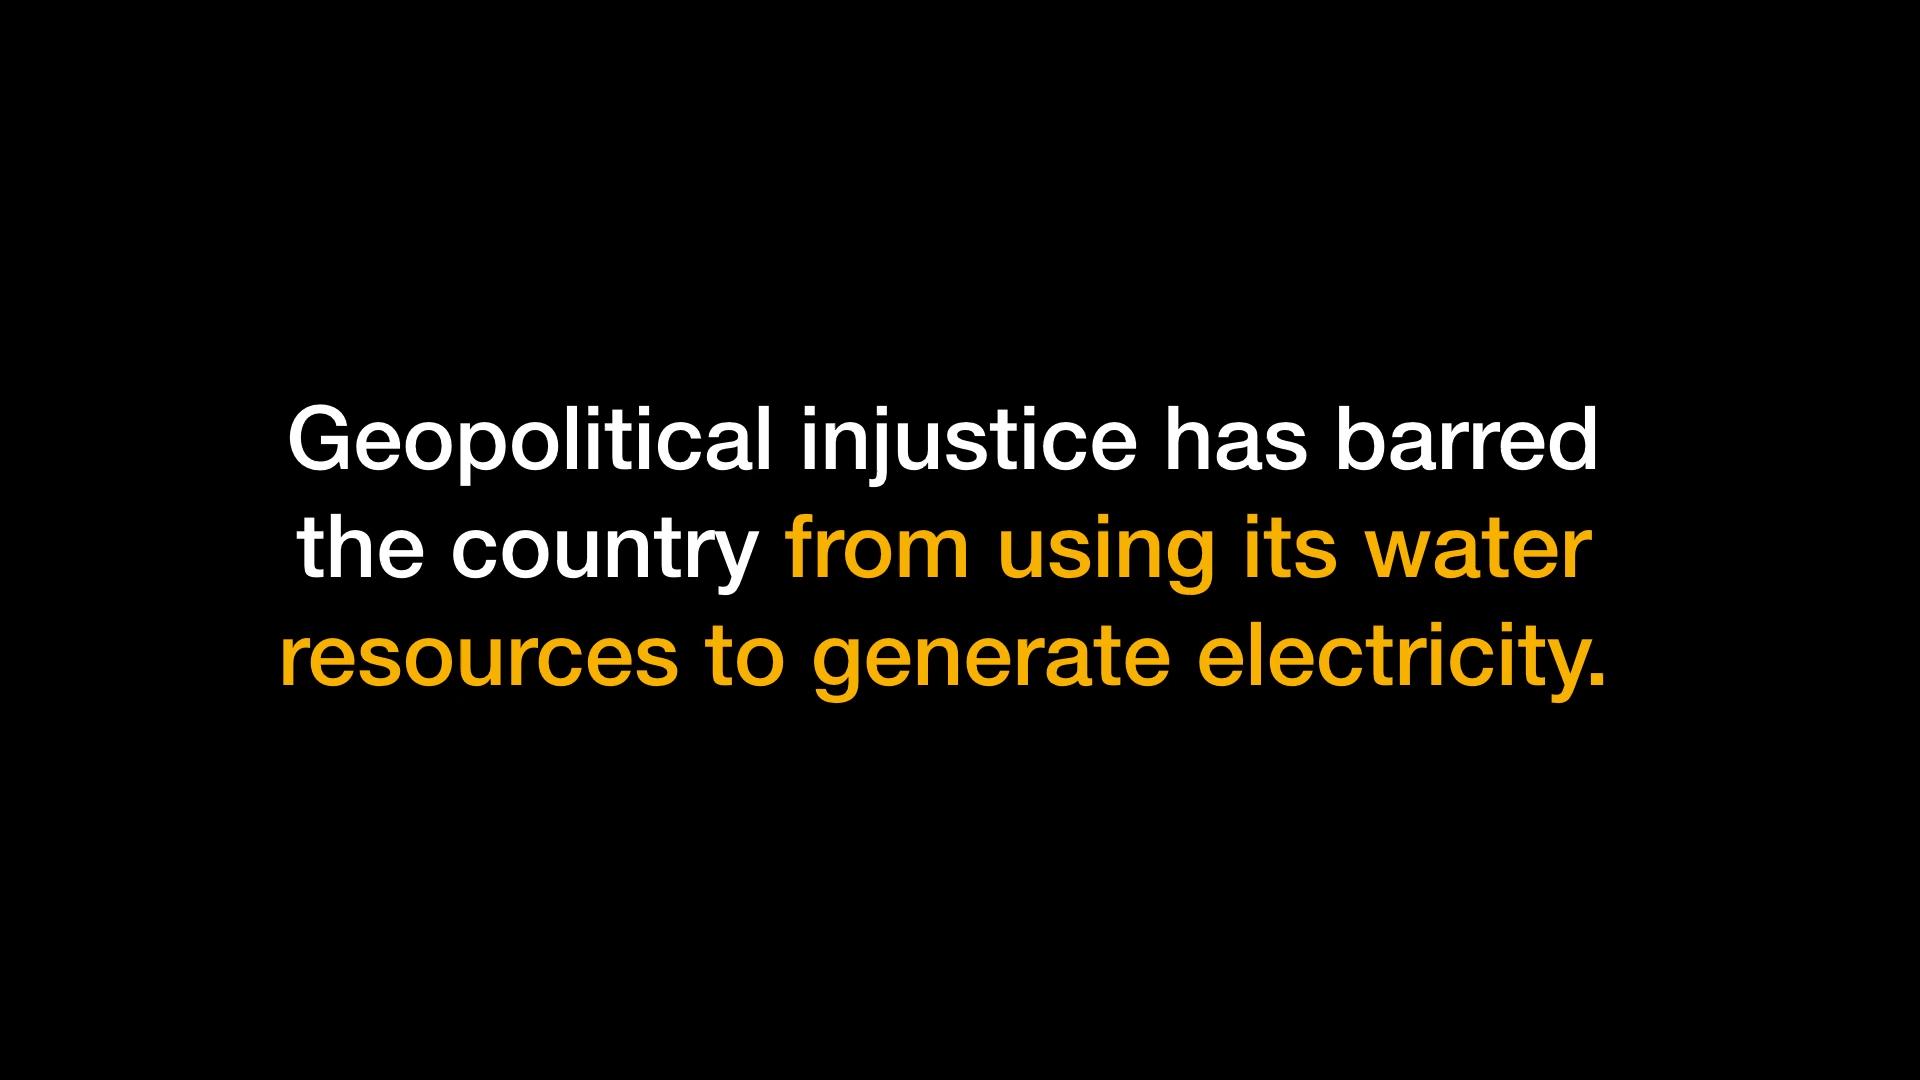 Geopolitical injustice has barred
the country from using its water
resources to generate electricity.